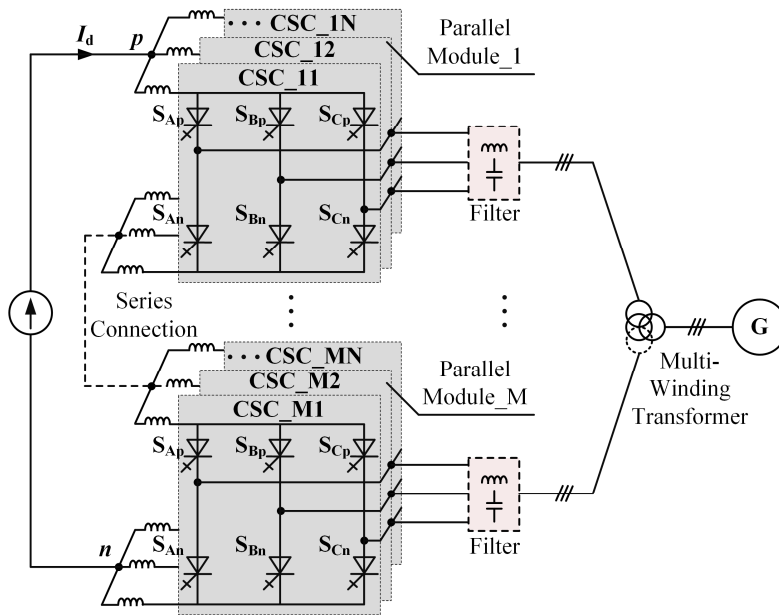 I_d
p
··· CSC_1N
CSC_12
CSC_11
Parallel
Module_1
S_Ap
S_Bp
S_Cp
S_An
S_Bn
S_Cn
Filter
Series
Connection
··· CSC_MN
CSC_M2
CSC_M1
Parallel
Module_M
G
Multi-
Winding
Transformer
S_Ap
S_Bp
S_Cp
n
S_An
S_Bn
S_Cn
Filter